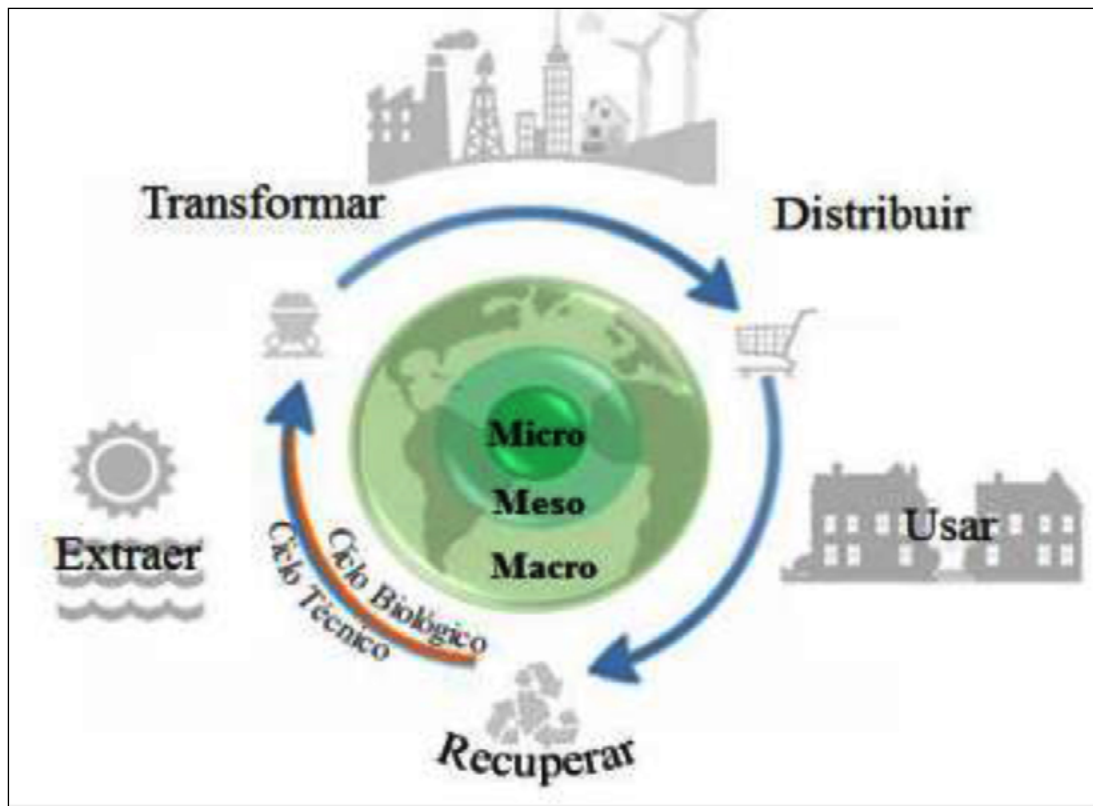 Transformar
Distribuir
Micro
Meso
Macro
Extraer
Usar
Ciclo Biológico
Ciclo Técnico
Recuperar